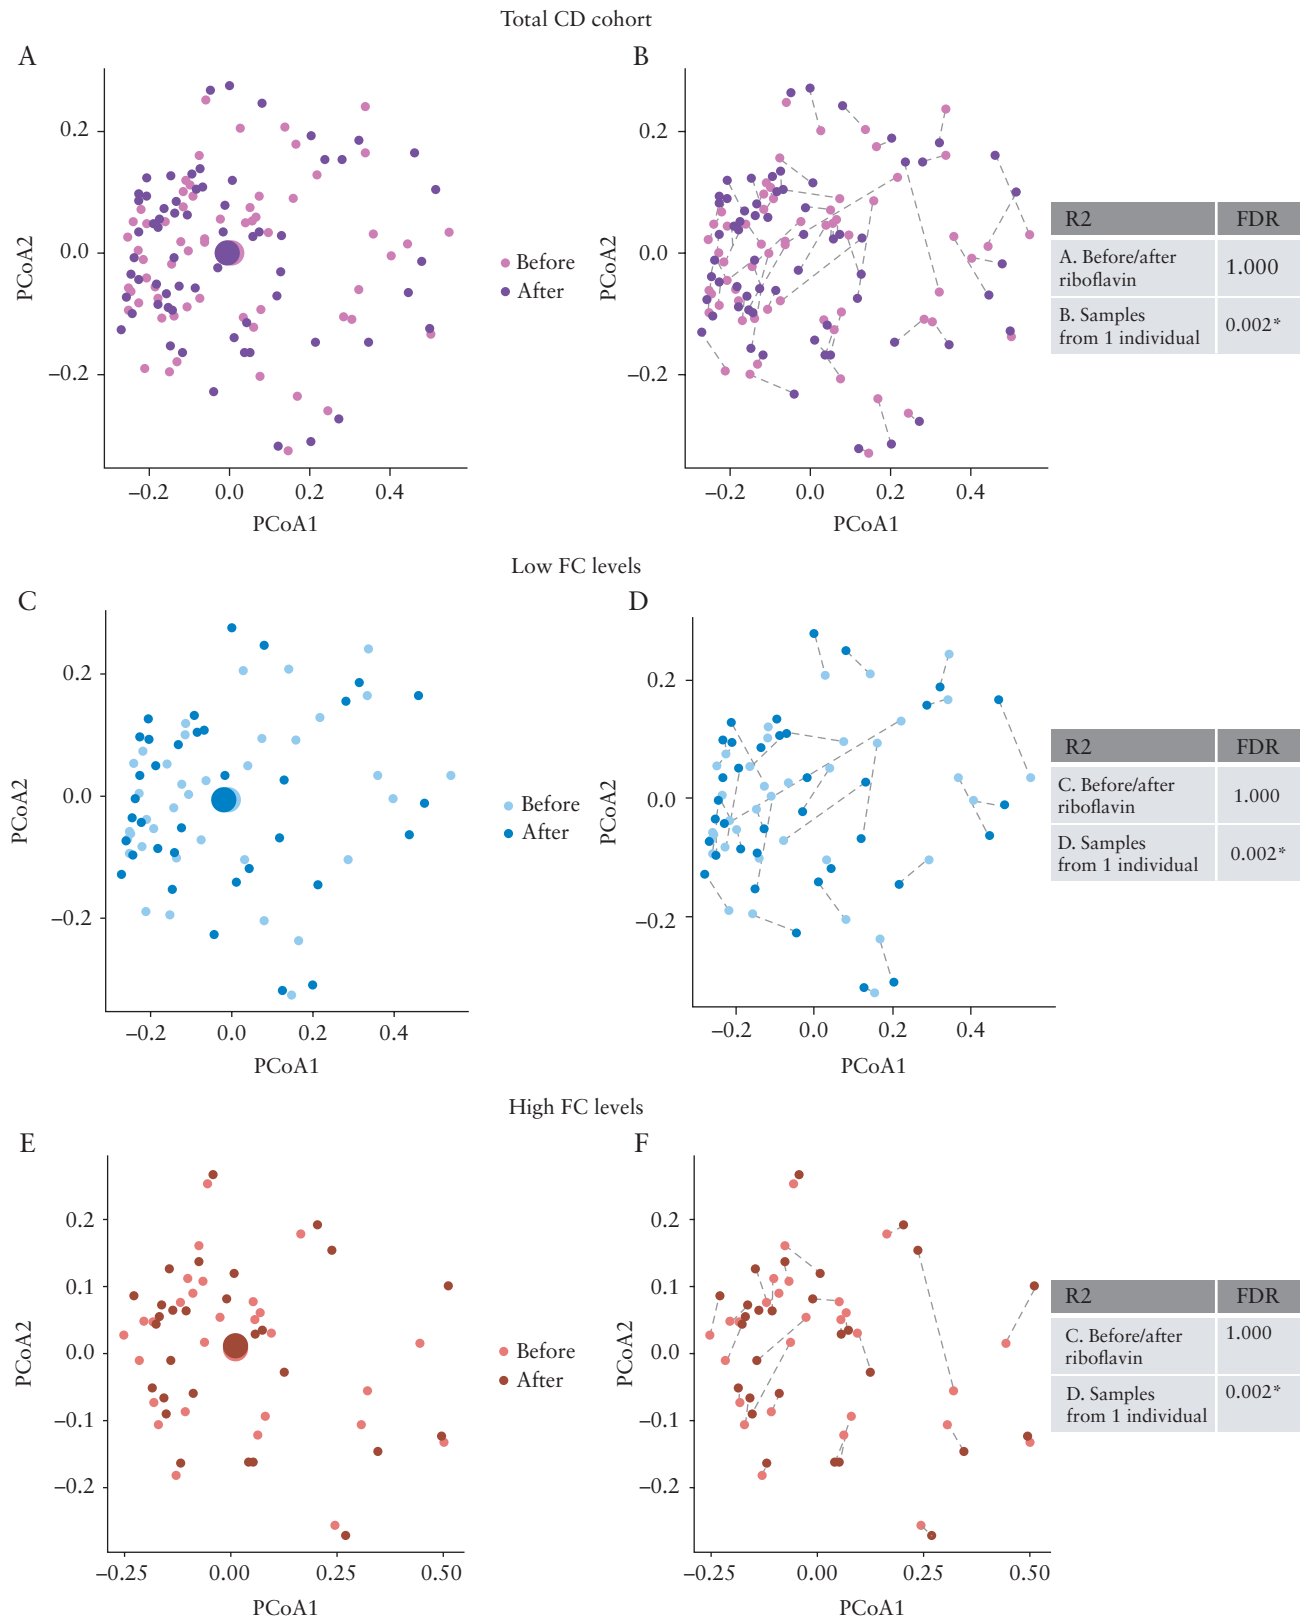 Total CD cohort
A
B
0.2
0.0
−0.2
PCoA2
−0.2
0.0
0.2
0.4
PCoA1
Before
After
0.2
0.0
−0.2
PCoA2
−0.2
0.0
0.2
0.4
PCoA1
R2 FDR
A. Before/after
riboflavin
1.000
B. Samples
from 1 individual
0.002*
Low FC levels
C
D
0.2
0.0
−0.2
PCoA2
−0.2
0.0
0.2
0.4
PCoA1
Before
After
0.2
0.0
−0.2
PCoA2
−0.2
0.0
0.2
0.4
PCoA1
R2 FDR
C. Before/after
riboflavin
1.000
D. Samples
from 1 individual
0.002*
High FC levels
E
F
0.2
0.1
0.0
−0.1
−0.2
PCoA2
−0.25
0.00
0.25
0.50
PCoA1
Before
After
0.2
0.1
0.0
−0.1
−0.2
PCoA2
−0.25
0.00
0.25
0.50
PCoA1
R2 FDR
C. Before/after
riboflavin
1.000
D. Samples
from 1 individual
0.002*